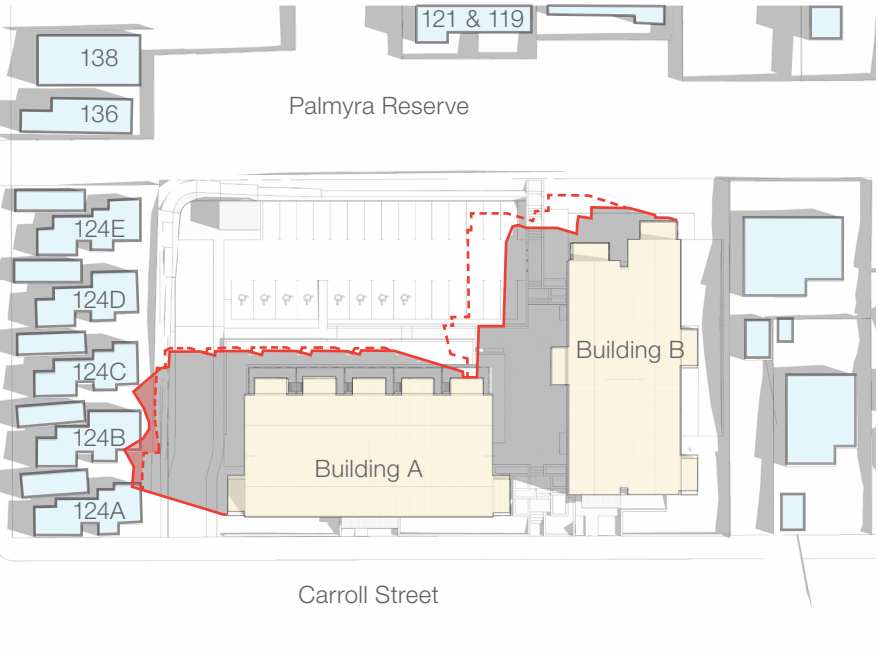 121 & 119
138
136
Palmyra Reserve
124E
124D
124C
124B
124A
Building B
Building A
Carroll Street